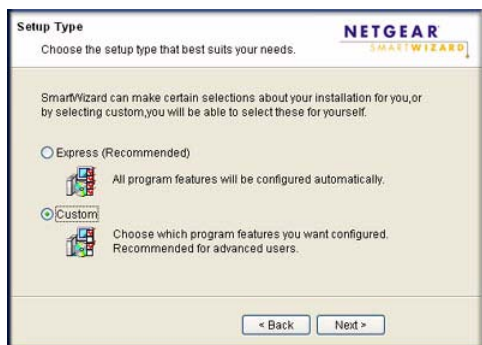 Setup Type
NETGEAR
Choose the setup type that best suits your needs.
SMARTWIZARD
SmartWizard can make certain selections about your installation for you,or
by selecting custom,you will be able to select these for yourself.
Express (Recommended)
All program features will be configured automatically.
Custom
Choose which program features you want configured.
Recommended for advanced users.
< Back
Next >